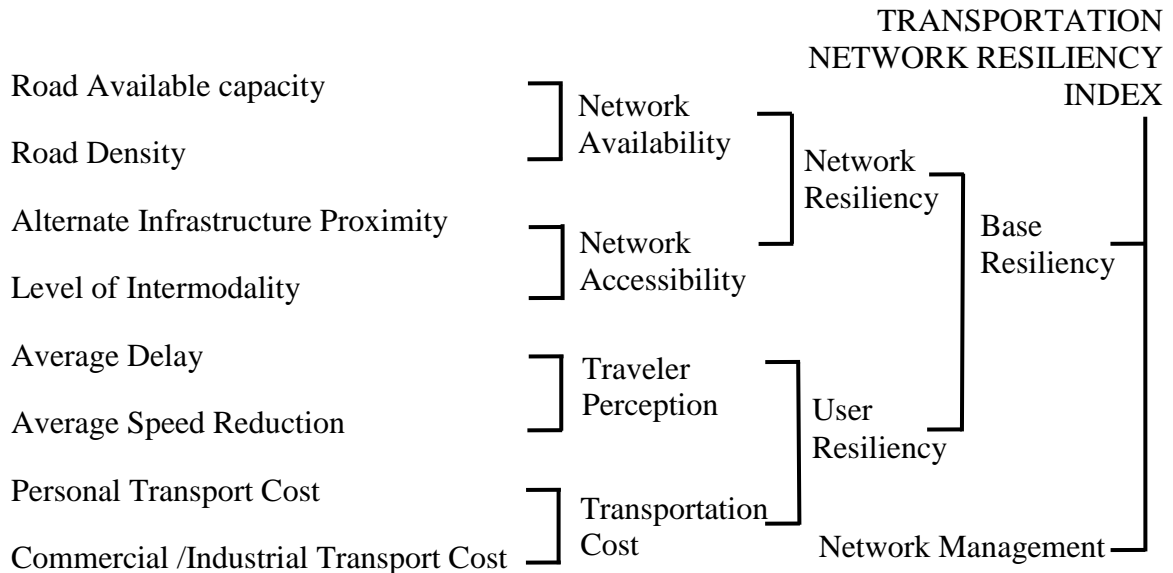 TRANSPORTATION
NETWORK RESILIENCY
INDEX
Road Available capacity
Road Density
Network
Availability
Alternate Infrastructure Proximity
Level of Intermodality
Network
Accessibility
Network
Resiliency
Average Delay
Average Speed Reduction
Traveler
Perception
Personal Transport Cost
Commercial /Industrial Transport Cost
Transportation
Cost
User
Resiliency
Base
Resiliency
Network Management